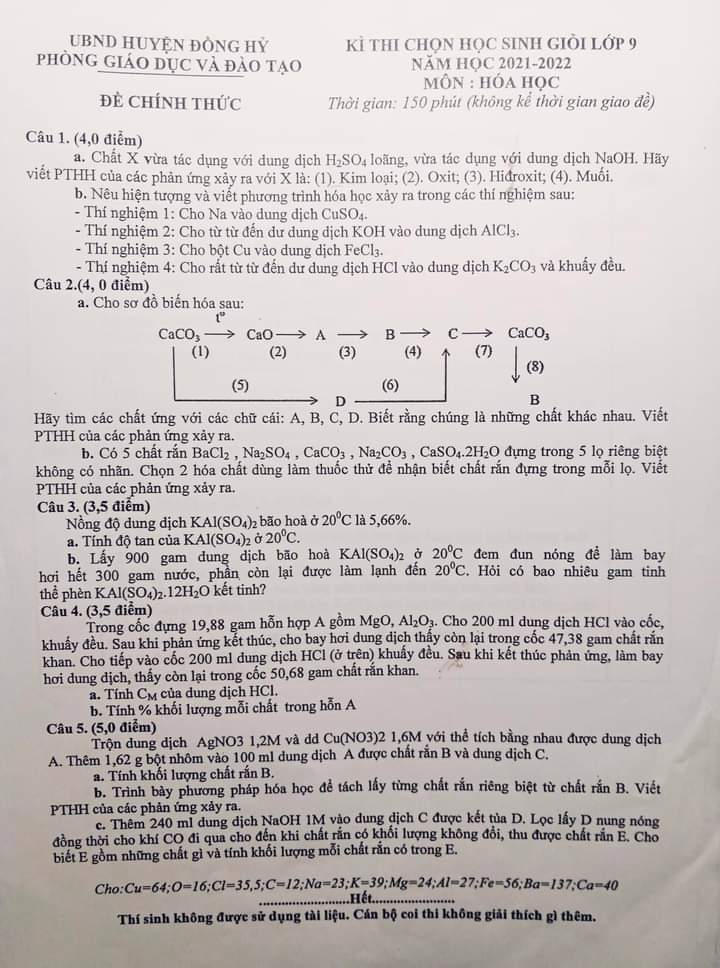 UBND HUYỆN ĐỒNG HỶ
PHÒNG GIÁO DỤC VÀ ĐÀO TẠO
ĐỀ CHÍNH THỨC
KÌ THI CHỌN HỌC SINH GIỎI LỚP 9
NĂM HỌC 2021-2022
MÔN : HÓA HỌC
Thời gian: 150 phút (không kể thời gian giao đề)
Câu 1. (4,0 điểm)
a. Chất X vừa tác dụng với dung dịch H₂SO₄ loãng, vừa tác dụng với dung dịch NaOH. Hãy
viết PTHH của các phản ứng xảy ra với X là: (1). Kim loại; (2). Oxit; (3). Hiđroxit; (4). Muối.
b. Nêu hiện tượng và viết phương trình hóa học xảy ra trong các thí nghiệm sau:
- Thí nghiệm 1: Cho Na vào dung dịch CuSO₄.
- Thí nghiệm 2: Cho từ từ đến dư dung dịch KOH vào dung dịch AlCl₃.
- Thí nghiệm 3: Cho bột Cu vào dung dịch FeCl₃.
- Thí nghiệm 4: Cho rất từ từ đến dư dung dịch HCl vào dung dịch K₂CO₃ và khuấy đều.
Câu 2.(4, 0 điểm)
a. Cho sơ đồ biến hóa sau:
t⁰
CaCO₃ → CaO → A → B → C → CaCO₃
(1) (2) (3) (4) (7)
(8)
(5) (6)
D B
Hãy tìm các chất ứng với các chữ cái: A, B, C, D. Biết rằng chúng là những chất khác nhau. Viết
PTHH của các phản ứng xảy ra.
b. Có 5 chất rắn BaCl₂ , Na₂SO₄ , CaCO₃ , Na₂CO₃ , CaSO₄.2H₂O đựng trong 5 lọ riêng biệt
không có nhãn. Chọn 2 hóa chất dùng làm thuốc thử để nhận biết chất rắn đựng trong mỗi lọ. Viết
PTHH của các phản ứng xảy ra.
Câu 3. (3,5 điểm)
Nồng độ dung dịch KAl(SO₄)₂ bão hoà ở 20⁰C là 5,66%.
a. Tính độ tan của KAl(SO₄)₂ ở 20⁰C.
b. Lấy 900 gam dung dịch bão hoà KAl(SO₄)₂ ở 20⁰C đem đun nóng để làm bay
hơi hết 300 gam nước, phần còn lại được làm lạnh đến 20⁰C. Hỏi có bao nhiêu gam tinh
thể phèn KAl(SO₄)₂.12H₂O kết tinh?
Câu 4. (3,5 điểm)
Trong cốc đựng 19,88 gam hỗn hợp A gồm MgO, Al₂O₃. Cho 200 ml dung dịch HCl vào cốc,
khuấy đều. Sau khi phản ứng kết thúc, cho bay hơi dung dịch thấy còn lại trong cốc 47,38 gam chất rắn
khan. Cho tiếp vào cốc 200 ml dung dịch HCl (ở trên) khuấy đều. Sau khi kết thúc phản ứng, làm bay
hơi dung dịch, thấy còn lại trong cốc 50,68 gam chất rắn khan.
a. Tính C_M của dung dịch HCl.
b. Tính % khối lượng mỗi chất trong hỗn A
Câu 5. (5,0 điểm)
Trộn dung dịch AgNO3 1,2M và dd Cu(NO3)2 1,6M với thể tích bằng nhau được dung dịch
A. Thêm 1,62 g bột nhôm vào 100 ml dung dịch A được chất rắn B và dung dịch C.
a. Tính khối lượng chất rắn B.
b. Trình bày phương pháp hóa học để tách lấy từng chất rắn riêng biệt từ chất rắn B. Viết
PTHH của các phản ứng xảy ra.
c. Thêm 240 ml dung dịch NaOH 1M vào dung dịch C được kết tủa D. Lọc lấy D nung nóng
đồng thời cho khí CO đi qua cho đến khi chất rắn có khối lượng không đổi, thu được chất rắn E. Cho
biết E gồm những chất gì và tính khối lượng mỗi chất rắn có trong E.
Cho:Cu=64;O=16;Cl=35,5;C=12;Na=23;K=39;Mg=24;Al=27;Fe=56;Ba=137;Ca=40
.........................Hết......................
Thí sinh không được sử dụng tài liệu. Cán bộ coi thi không giải thích gì thêm.